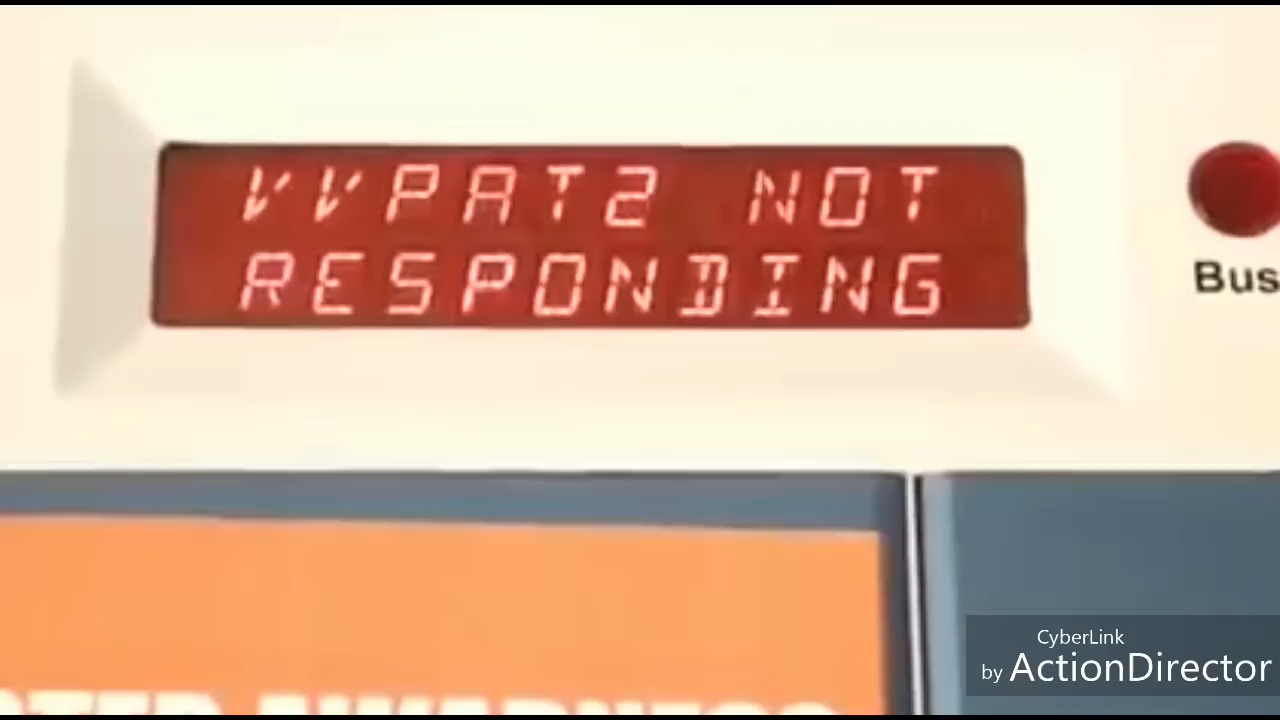 VVPAT2 NOT
RESPONDING
Bus
CyberLink
by ActionDirector